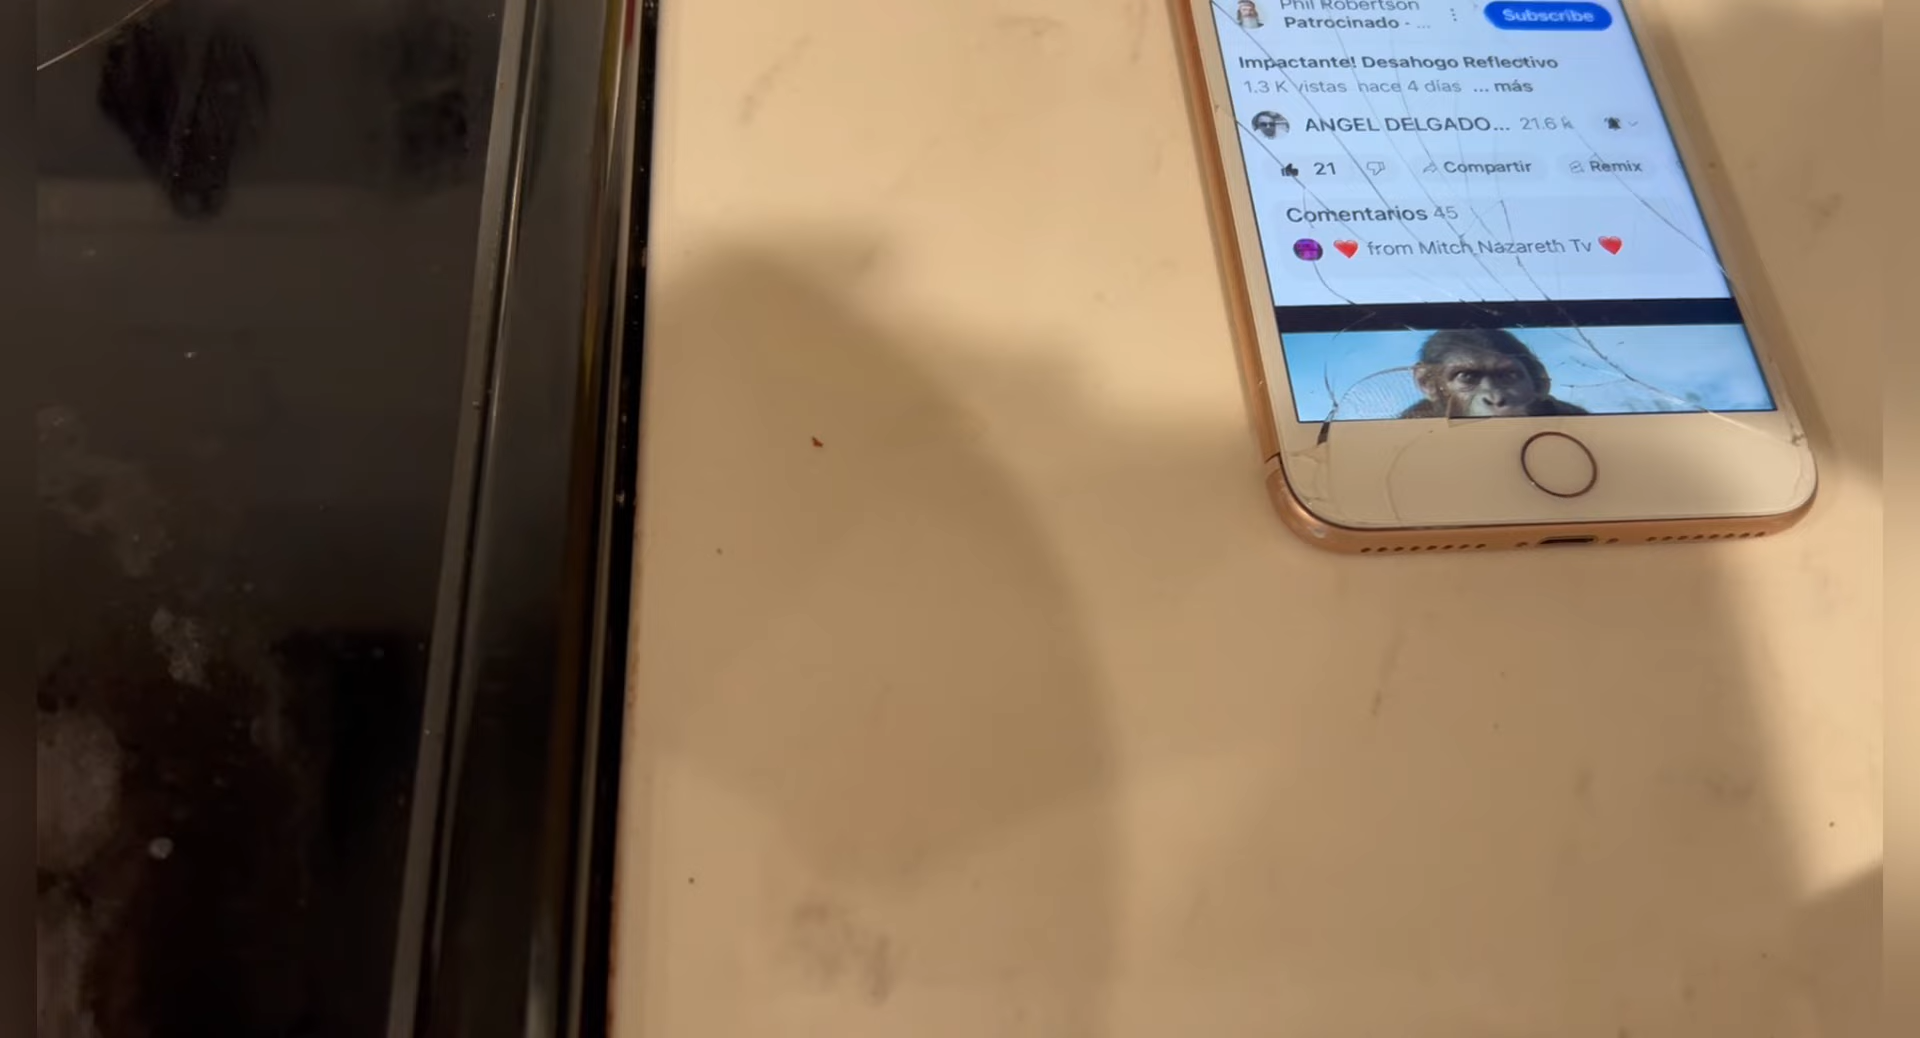 Phil Robertson
Patrocinado · ...
Subscribe
Impactante! Desahogo Reflectivo
1.3 K vistas hace 4 días ... más
ANGEL DELGADO... 21.6 k
21 Compartir Remix
Comentarios 45
❤️ from Mitch Nazareth Tv ❤️